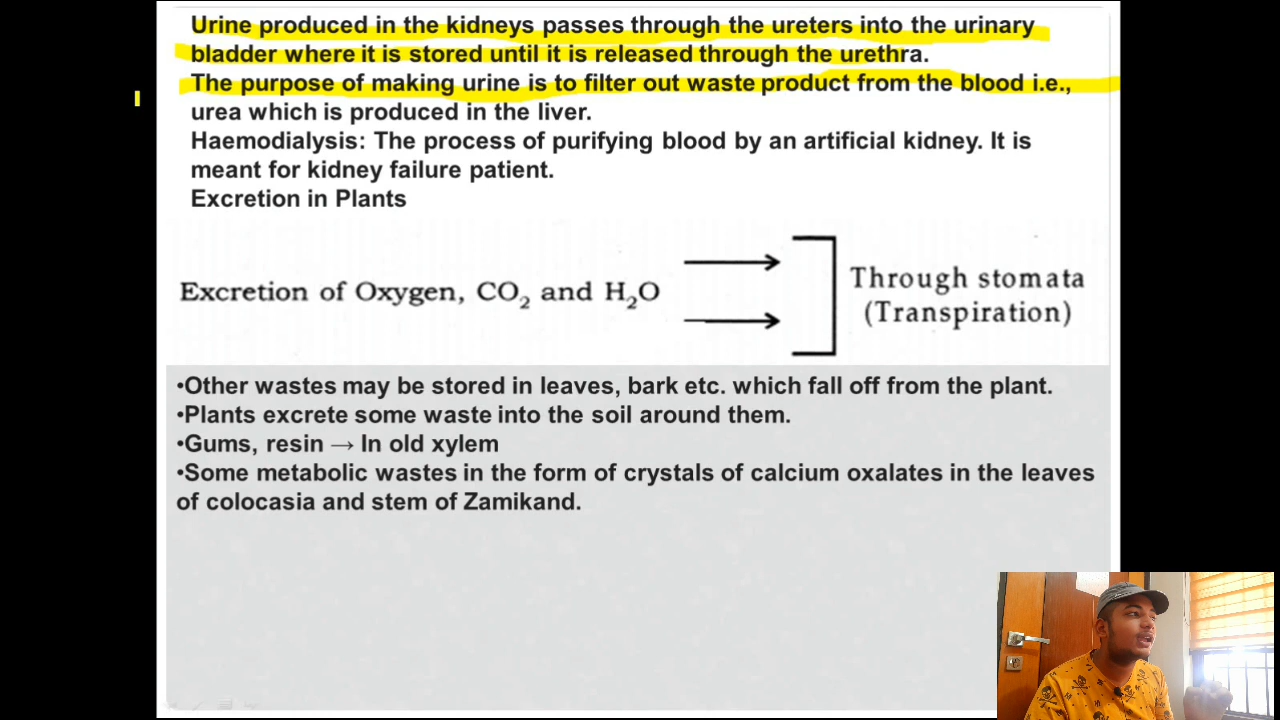 Urine produced in the kidneys passes through the ureters into the urinary
bladder where it is stored until it is released through the urethra.
The purpose of making urine is to filter out waste product from the blood i.e.,
urea which is produced in the liver.
Haemodialysis: The process of purifying blood by an artificial kidney. It is
meant for kidney failure patient.
Excretion in Plants
Excretion of Oxygen, CO₂ and H₂O
Through stomata
(Transpiration)
•Other wastes may be stored in leaves, bark etc. which fall off from the plant.
•Plants excrete some waste into the soil around them.
•Gums, resin → In old xylem
•Some metabolic wastes in the form of crystals of calcium oxalates in the leaves
of colocasia and stem of Zamikand.